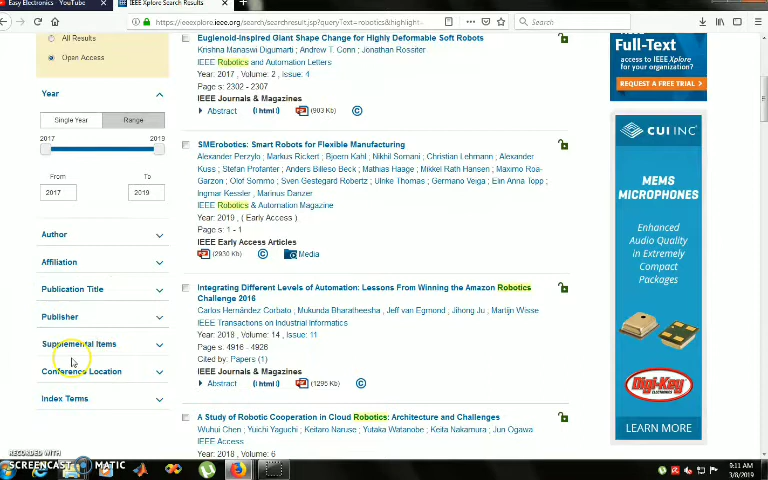 Easy Electronics - YouTube
IEEE Xplore Search Results
https://ieeexplore.ieee.org/search/searchresult.jsp?queryText=robotics&highlight=
Search
All Results
Open Access
Year
Single Year
Range
2017
2019
From
To
2017
2019
Author
Affiliation
Publication Title
Publisher
Supplemental Items
Conference Location
Index Terms
Euglenoid-Inspired Giant Shape Change for Highly Deformable Soft Robots
Krishna Manaswi Digumarti ; Andrew T. Conn ; Jonathan Rossiter
IEEE Robotics and Automation Letters
Year: 2017, Volume: 2 , Issue: 4
Page s: 2302 - 2307
IEEE Journals & Magazines
Abstract
(html)
(903 Kb)
SMErobotics: Smart Robots for Flexible Manufacturing
Alexander Perzylo ; Markus Rickert ; Bjoern Kahl ; Nikhil Somani ; Christian Lehmann ; Alexander
Kuss ; Stefan Profanter ; Anders Billeso Beck ; Mathias Haage ; Mikkel Rath Hansen ; Maximo Roa-
Garzon ; Olof Sornmo ; Sven Gestegard Robertz ; Ulrike Thomas ; Germano Veiga ; Elin Anna Topp ;
Ingmar Kessler ; Marinus Danzer
IEEE Robotics & Automation Magazine
Year: 2019, ( Early Access )
Page s: 1 - 1
IEEE Early Access Articles
(2930 Kb)
Media
Integrating Different Levels of Automation: Lessons From Winning the Amazon Robotics
Challenge 2016
Carlos Hernández Corbato ; Mukunda Bharatheesha ; Jeff van Egmond ; Jihong Ju ; Martijn Wisse
IEEE Transactions on Industrial Informatics
Year: 2018, Volume: 14 , Issue: 11
Page s: 4916 - 4926
Cited by: Papers (1)
IEEE Journals & Magazines
Abstract
(html)
(1295 Kb)
A Study of Robotic Cooperation in Cloud Robotics: Architecture and Challenges
Wuhui Chen ; Yuichi Yaguchi ; Keitaro Naruse ; Yutaka Watanobe ; Keita Nakamura ; Jun Ogawa
IEEE Access
Year: 2018, Volume: 6
Full-Text
for your organization?
REQUEST A FREE TRIAL
CUI INC
MEMS
MICROPHONES
Enhanced
Audio Quality
in Extremely
Compact
Packages
Digi-Key
ELECTRONICS
LEARN MORE
RECORDED WITH
SCREENCAST MATIC
9:11 AM
3/8/2019